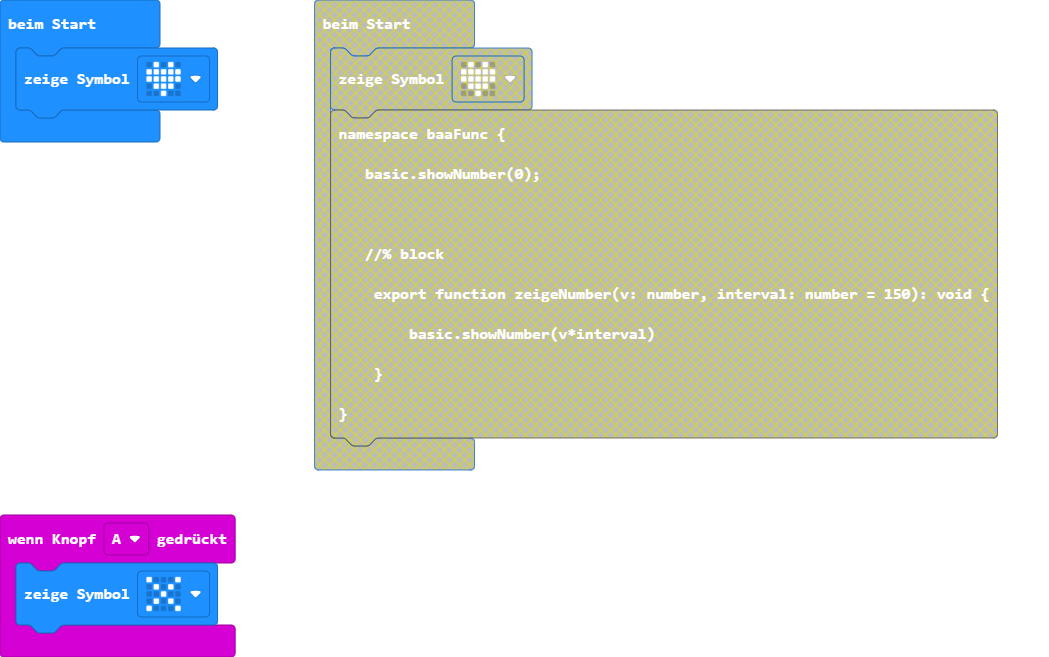 beim Start
zeige Symbol
beim Start
zeige Symbol
namespace baaFunc {
basic.showNumber(0);
//% block
export function zeigeNumber(v: number, interval: number = 150): void {
basic.showNumber(v*interval)
}
}
wenn Knopf A gedrückt
zeige Symbol